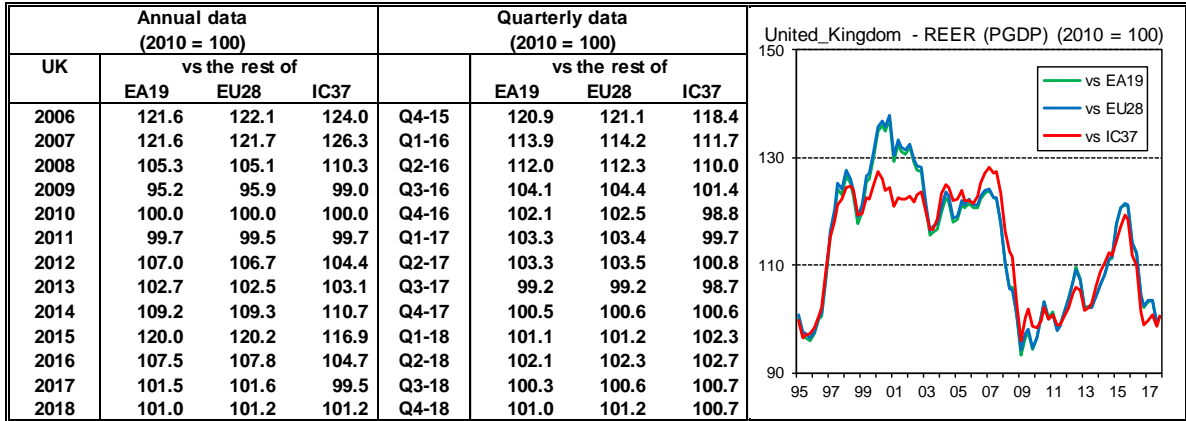 Annual data Quarterly data
(2010 = 100) (2010 = 100)
UK vs the rest of vs the rest of
EA19 EU28 IC37 EA19 EU28 IC37
2006 121.6 122.1 124.0 Q4-15 120.9 121.1 118.4
2007 121.6 121.7 126.3 Q1-16 113.9 114.2 111.7
2008 105.3 105.1 110.3 Q2-16 112.0 112.3 110.0
2009 95.2 95.9 99.0 Q3-16 104.1 104.4 101.4
2010 100.0 100.0 100.0 Q4-16 102.1 102.5 98.8
2011 99.7 99.5 99.7 Q1-17 103.3 103.4 99.7
2012 107.0 106.7 104.4 Q2-17 103.3 103.5 100.8
2013 102.7 102.5 103.1 Q3-17 99.2 99.2 98.7
2014 109.2 109.3 110.7 Q4-17 100.5 100.6 100.6
2015 120.0 120.2 116.9 Q1-18 101.1 101.2 102.3
2016 107.5 107.8 104.7 Q2-18 102.1 102.3 102.7
2017 101.5 101.6 99.5 Q3-18 100.3 100.6 100.7
2018 101.0 101.2 101.2 Q4-18 101.0 101.2 100.7
United_Kingdom - REER (PGDP) (2010 = 100)
150
vs EA19
vs EU28
vs IC37
130
110
90
95 97 99 01 03 05 07 09 11 13 15 17